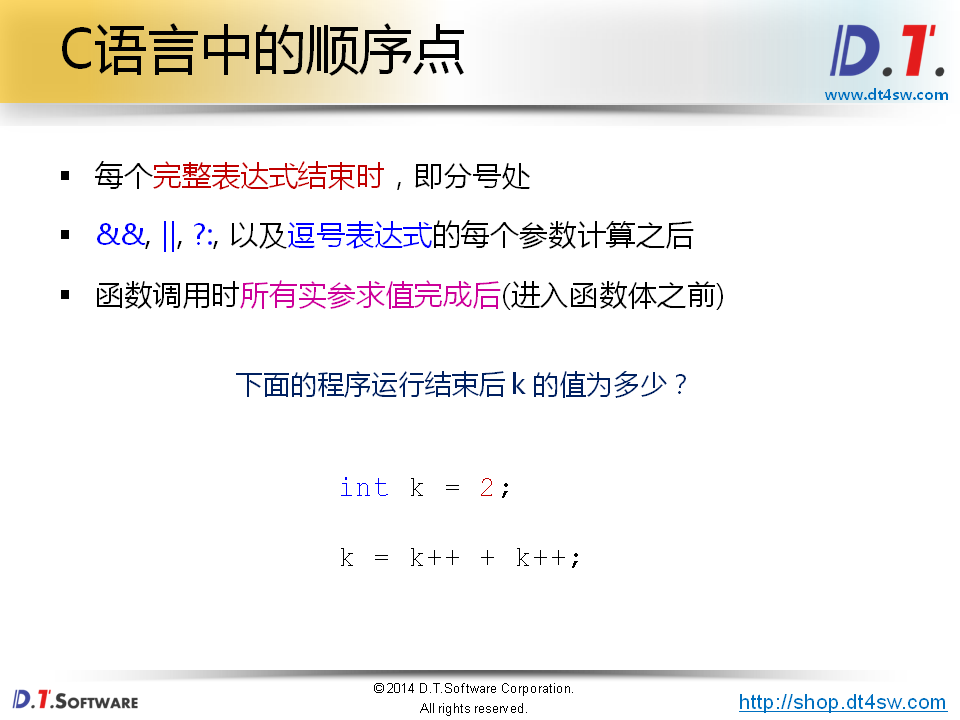 C语言中的顺序点
D.T.
www.dt4sw.com
▪ 每个完整表达式结束时，即分号处
▪ &&, ||, ?:, 以及逗号表达式的每个参数计算之后
▪ 函数调用时所有实参求值完成后(进入函数体之前)
下面的程序运行结束后 k 的值为多少？
int k = 2;
k = k++ + k++;
D.T.SOFTWARE
©2014 D.T.Software Corporation.
All rights reserved.
http://shop.dt4sw.com